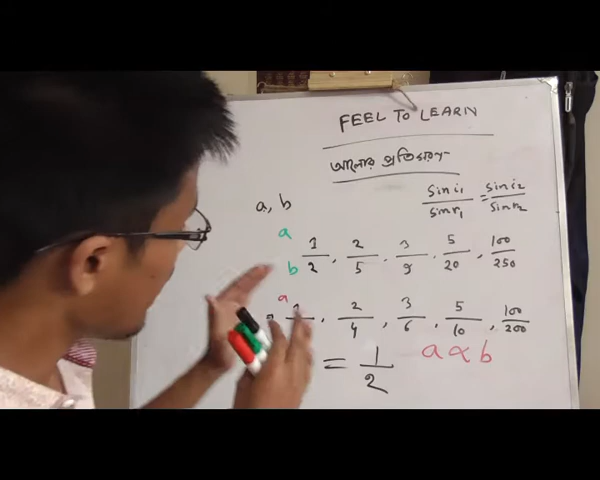 FEEL TO LEARN
আলোর প্রতিসরণ
sin i₁/sin r₁ = sin i₂/sin r₂
a, b
a/b 1/2, 2/5, 3/9, 5/20, 100/250
a 2/4, 3/6, 5/10, 100/200
= 1/2 a ∝ b